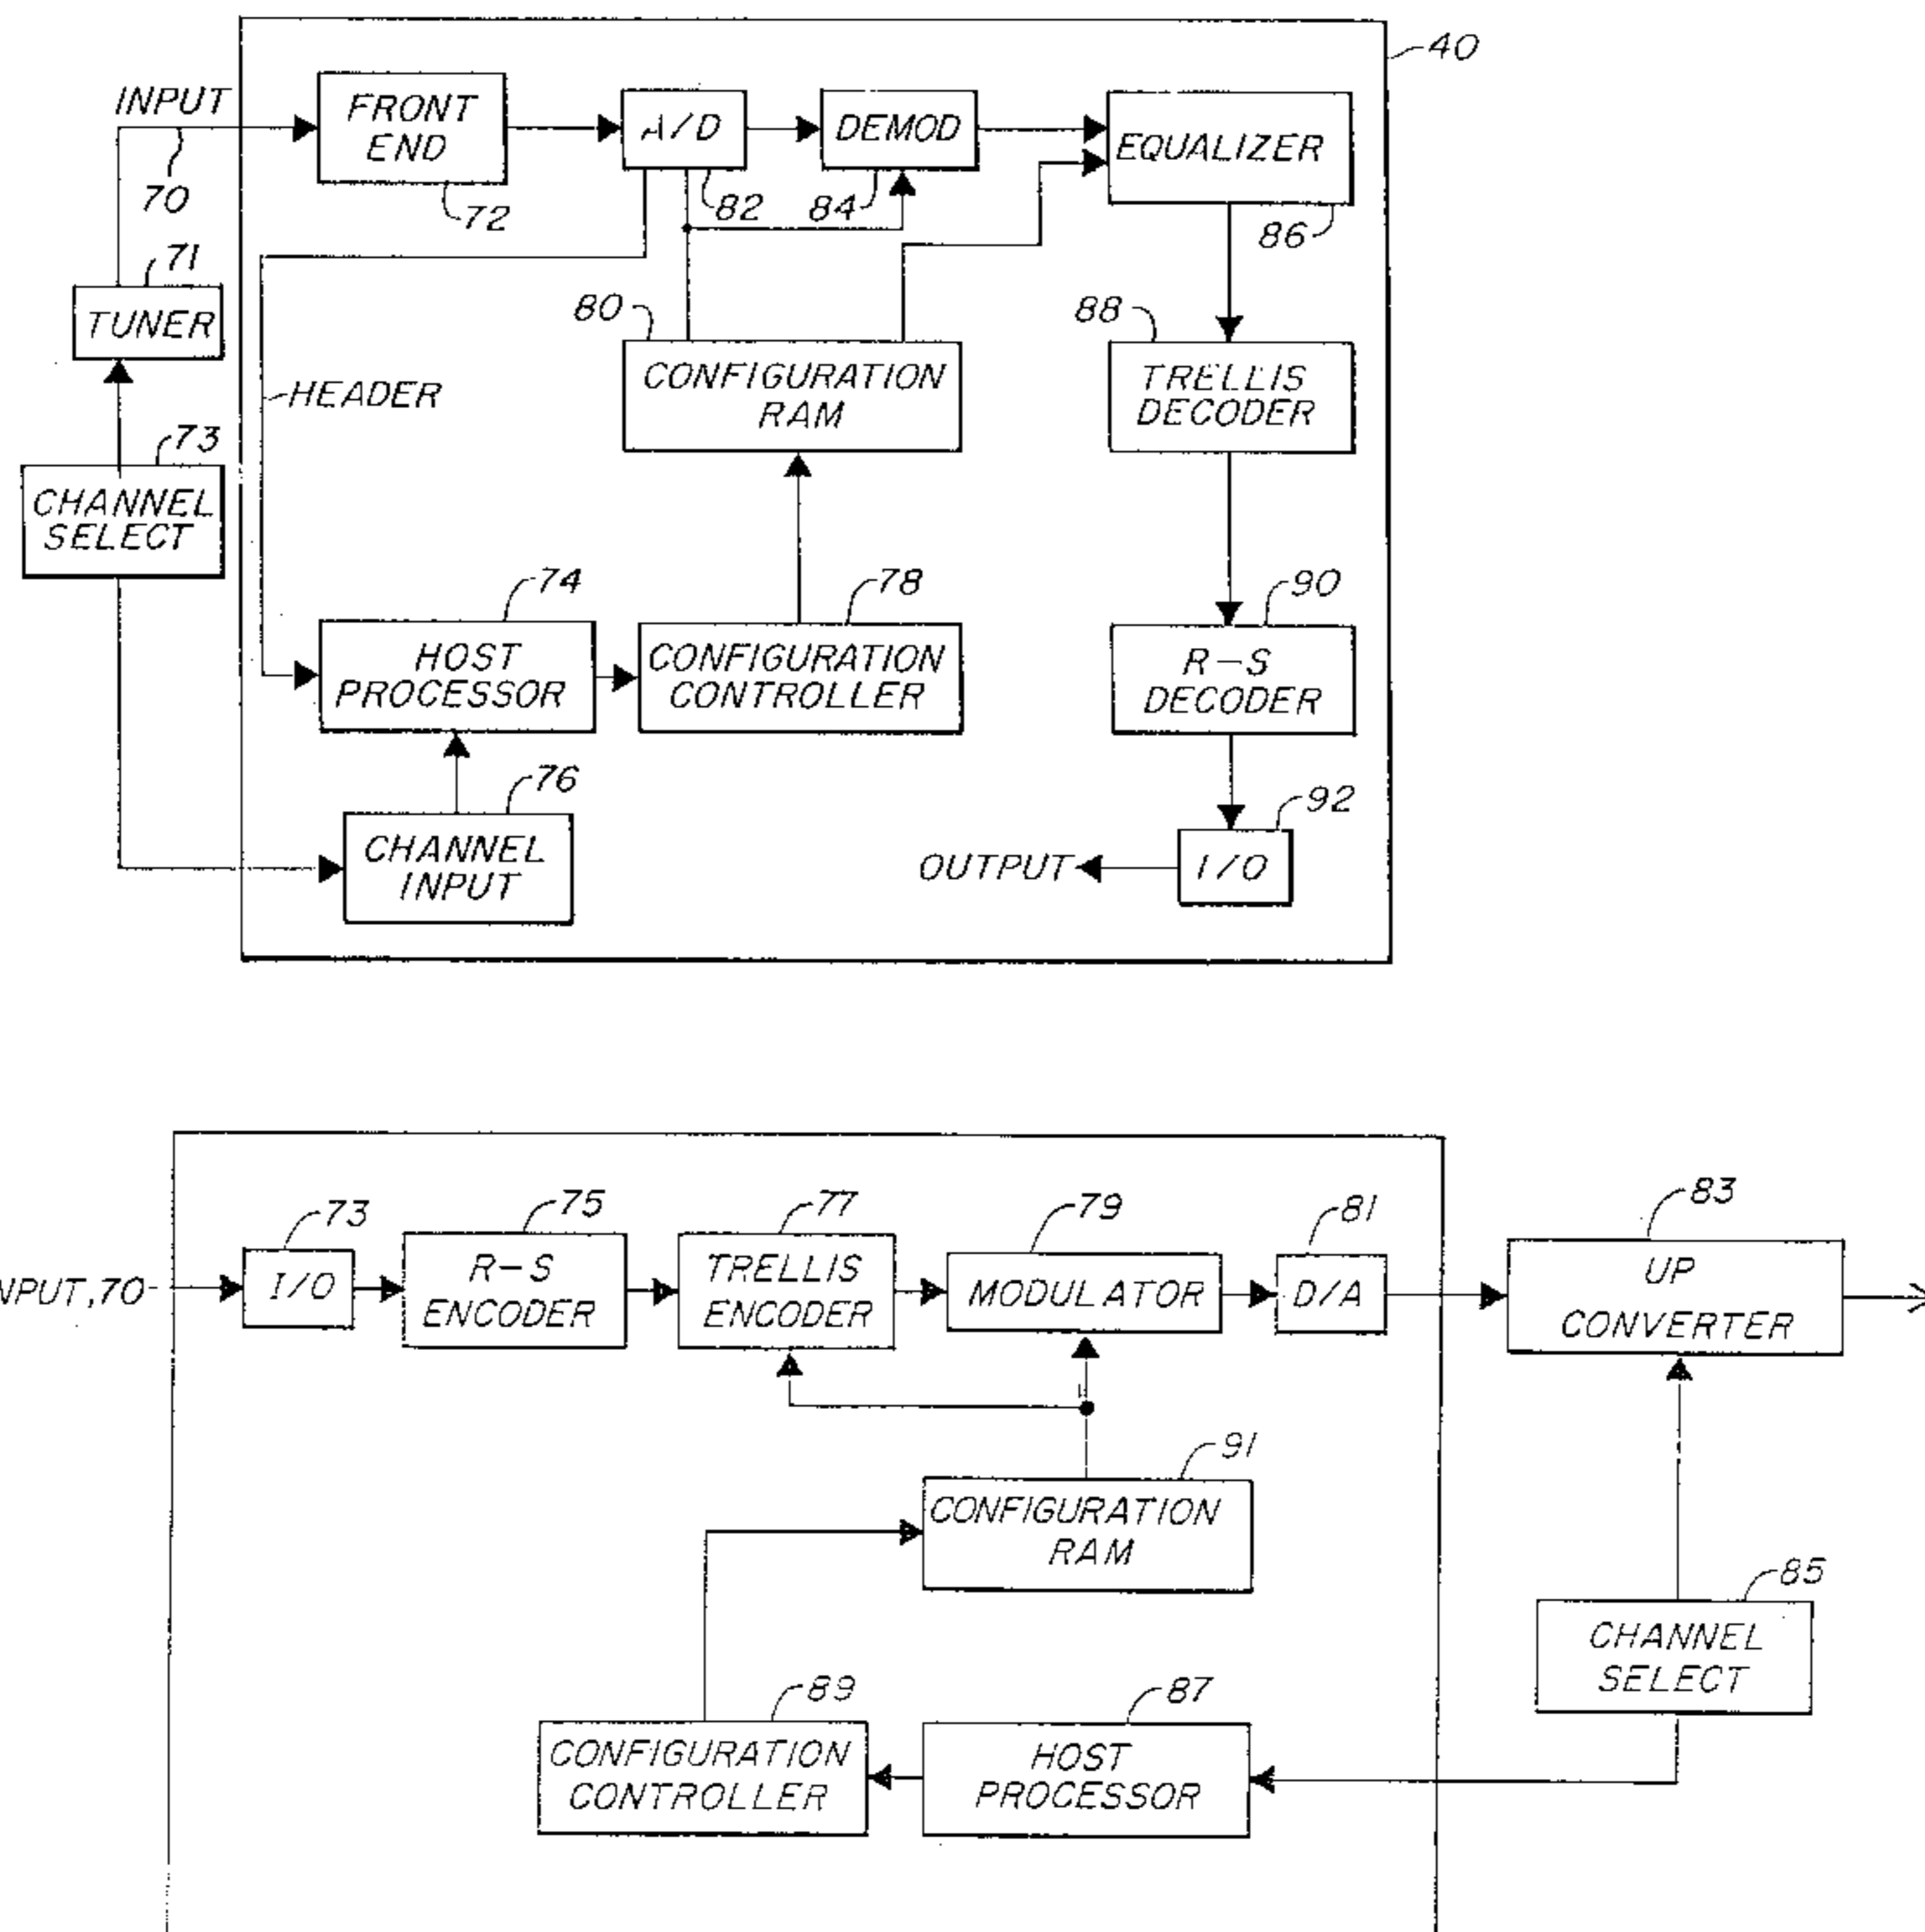 40
INPUT
FRONT
END
A/D
DEMOD
EQUALIZER
70
72
82
84
86
71
TUNER
80
88
HEADER
CONFIGURATION
RAM
TRELLIS
DECODER
73
CHANNEL
SELECT
74
78
90
HOST
PROCESSOR
CONFIGURATION
CONTROLLER
R-S
DECODER
76
92
CHANNEL
INPUT
OUTPUT
I/O
73
75
77
79
81
83
NPUT,70
I/O
R-S
ENCODER
TRELLIS
ENCODER
MODULATOR
D/A
UP
CONVERTER
91
CONFIGURATION
RAM
85
CHANNEL
SELECT
89
87
CONFIGURATION
CONTROLLER
HOST
PROCESSOR